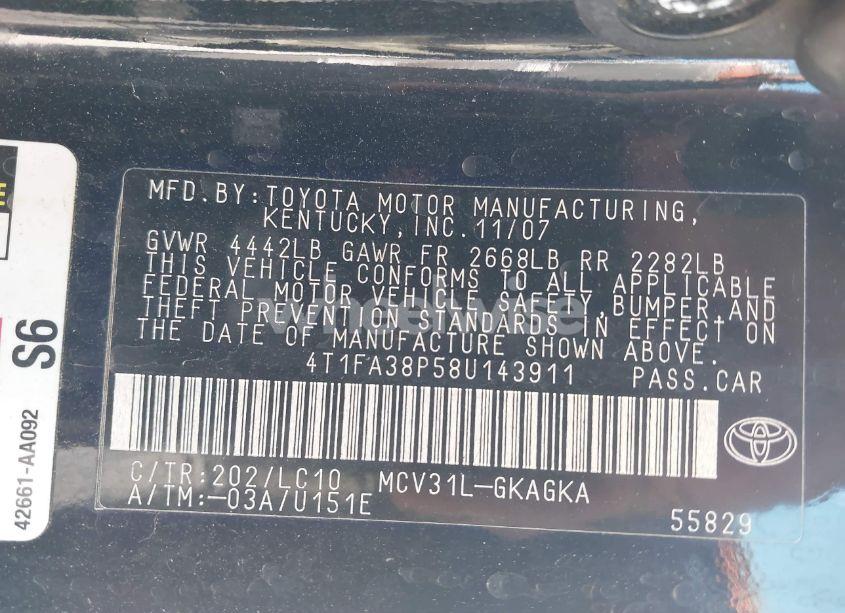 MFD.BY:TOYOTA MOTOR MANUFACTURING,
KENTUCKY,INC.11/07
GVWR 4442LB GAWR FR 2668LB RR 2282LB
THIS VEHICLE CONFORMS TO ALL APPLICABLE
FEDERAL MOTOR VEHICLE SAFETY,BUMPER,AND
THEFT PREVENTION STANDARDS IN EFFECT ON
THE DATE OF MANUFACTURE SHOWN ABOVE.
4T1FA38P58U143911 PASS.CAR
C/TR:202/LC10 MCV31L-GKAGKA
A/TM:-03A/U151E
55829
S6
42661-AA092